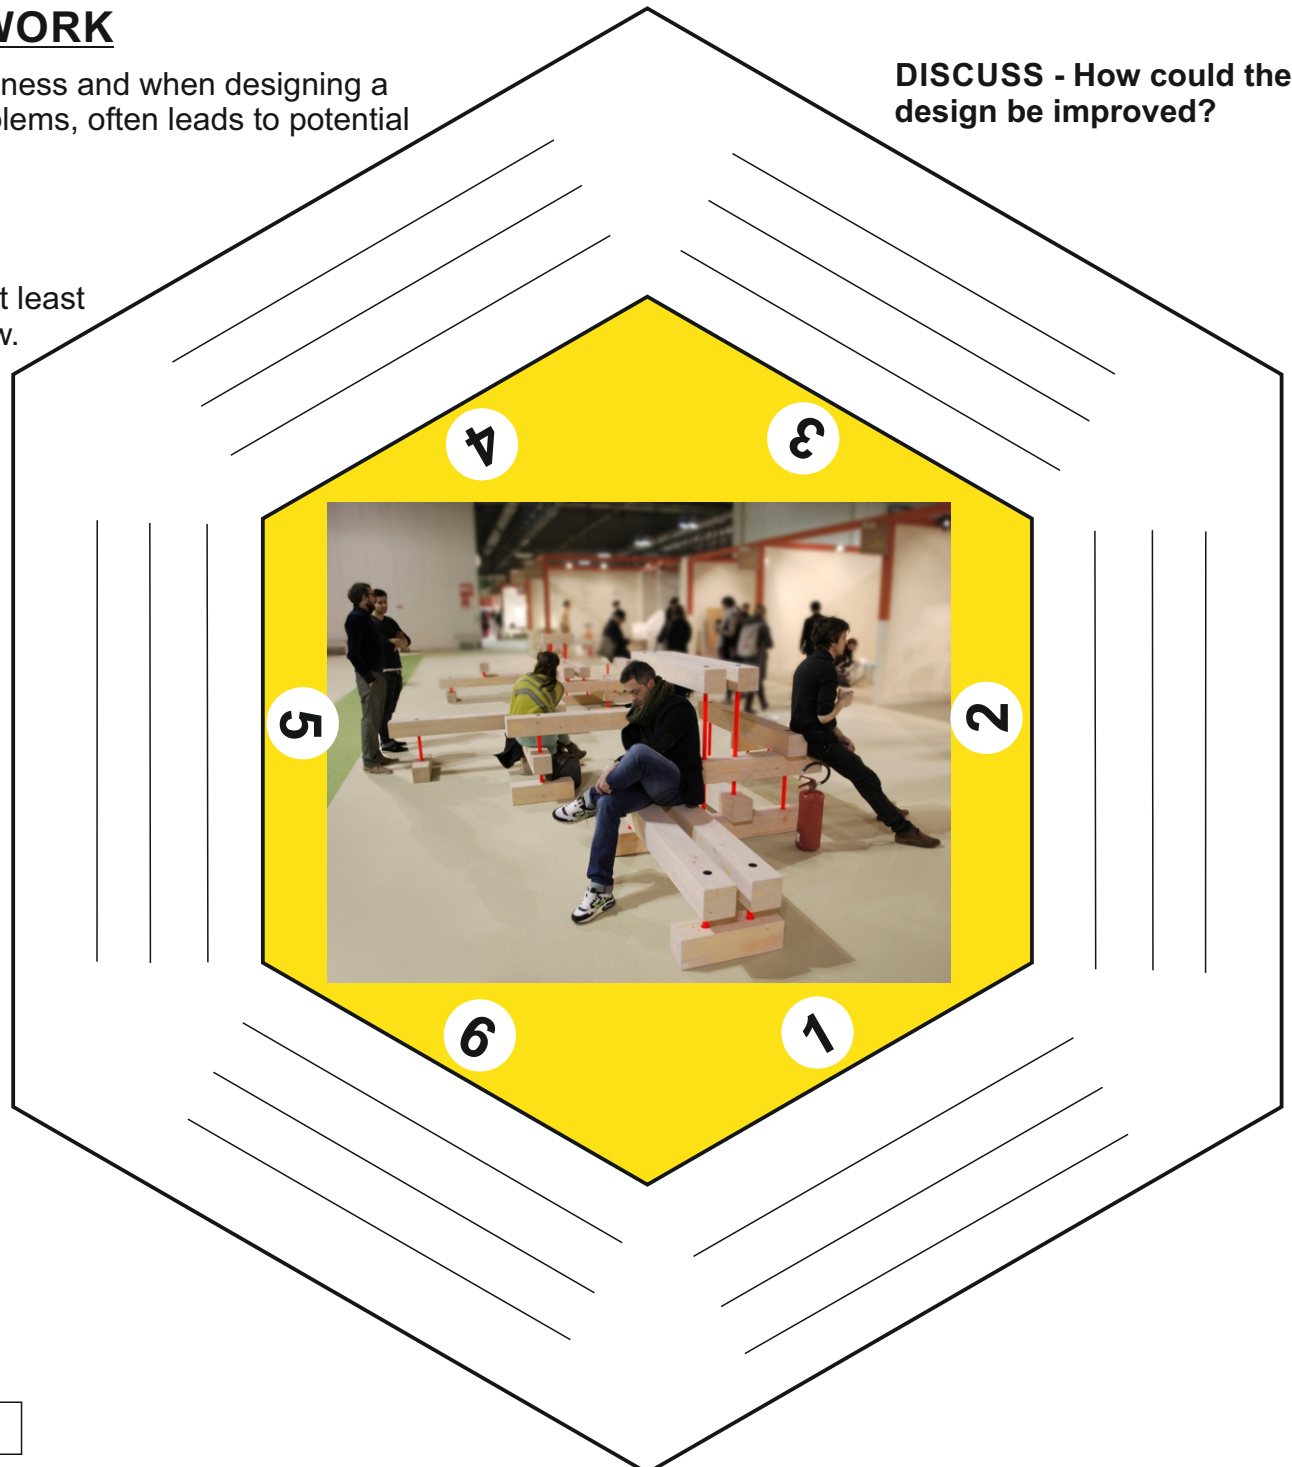 WORK
ness and when designing a
lems, often leads to potential
DISCUSS - How could the
design be improved?
t least
w.
4
3
5
2
6
1